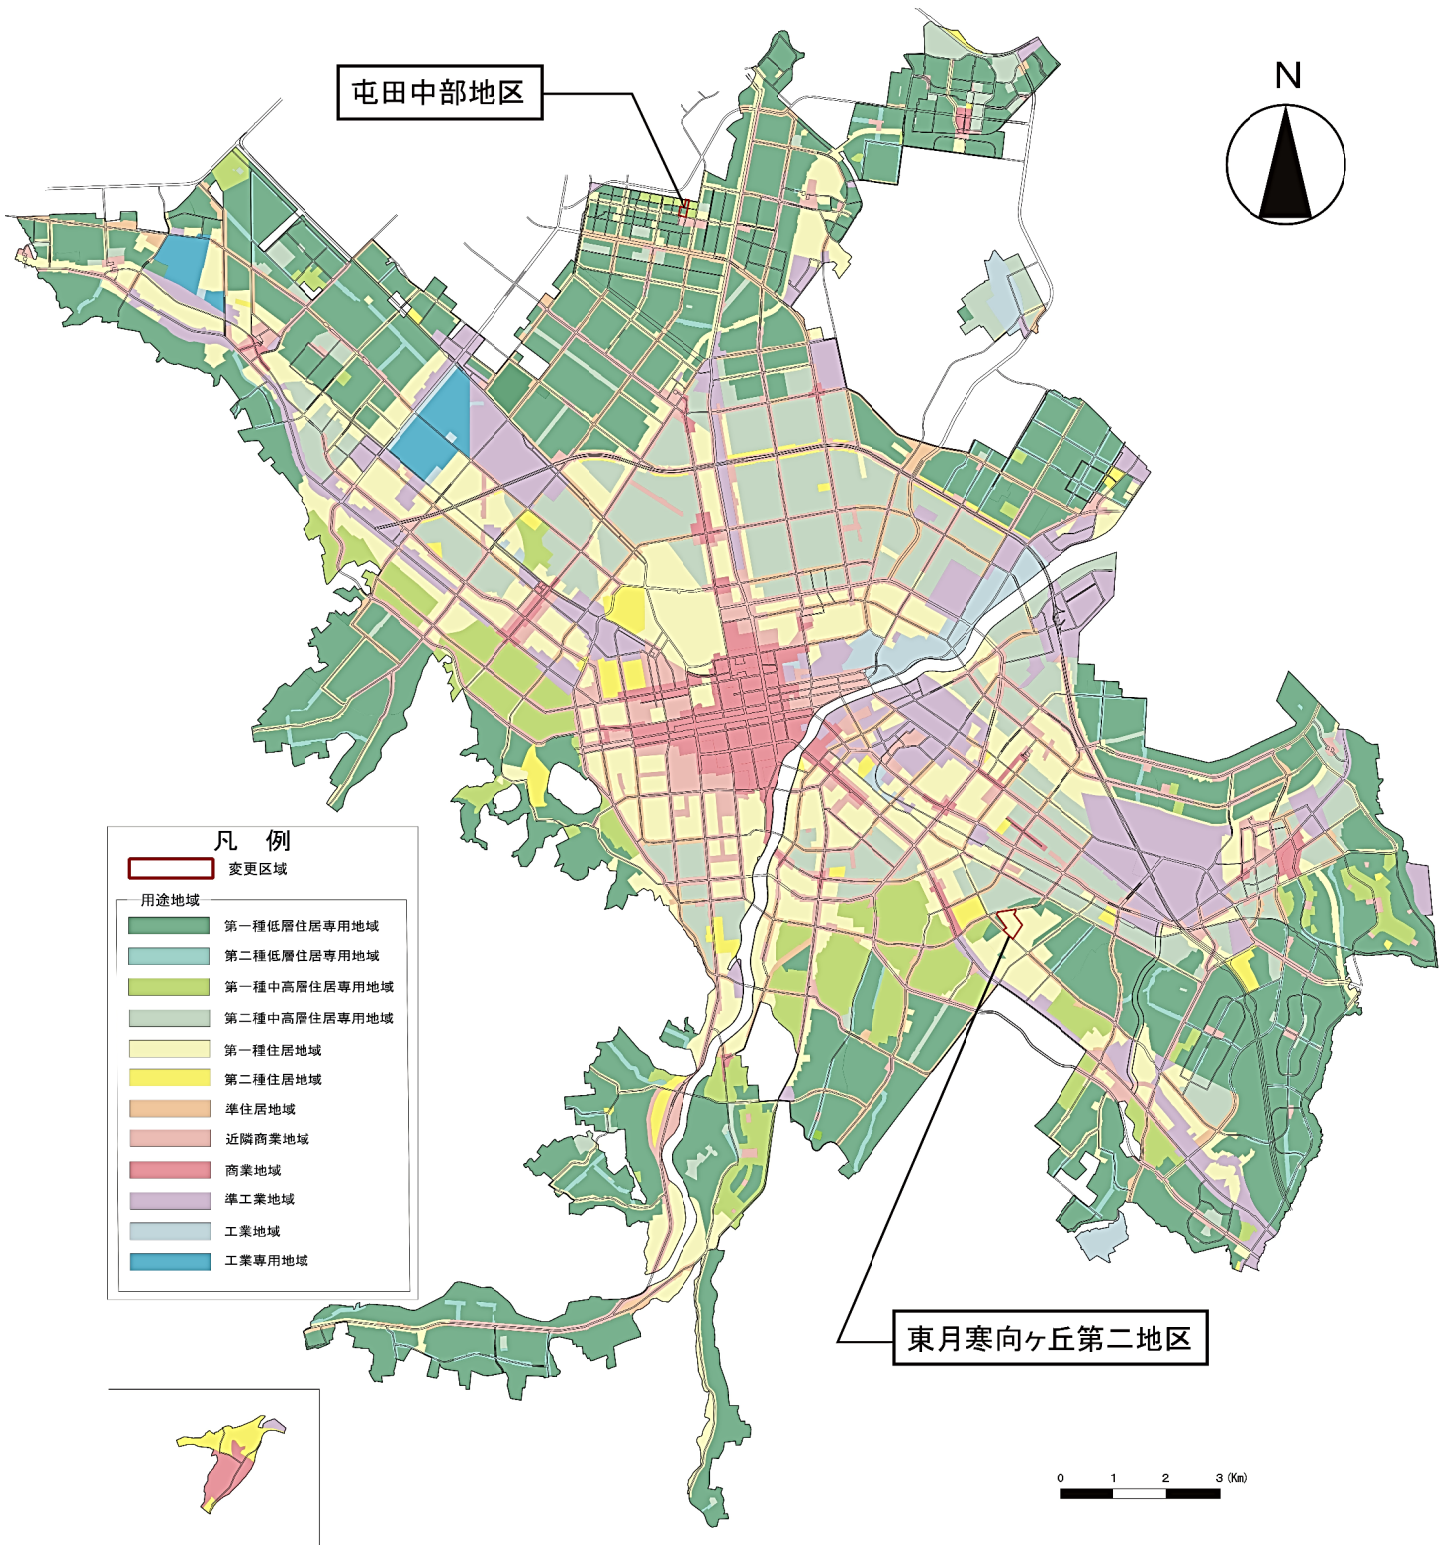 屯田中部地区
N
凡 例
変更区域
用途地域
第一種低層住居専用地域
第二種低層住居専用地域
第一種中高層住居専用地域
第二種中高層住居専用地域
第一種住居地域
第二種住居地域
準住居地域
近隣商業地域
商業地域
準工業地域
工業地域
工業専用地域
東月寒向ヶ丘第二地区
0 1 2 3 (Km)